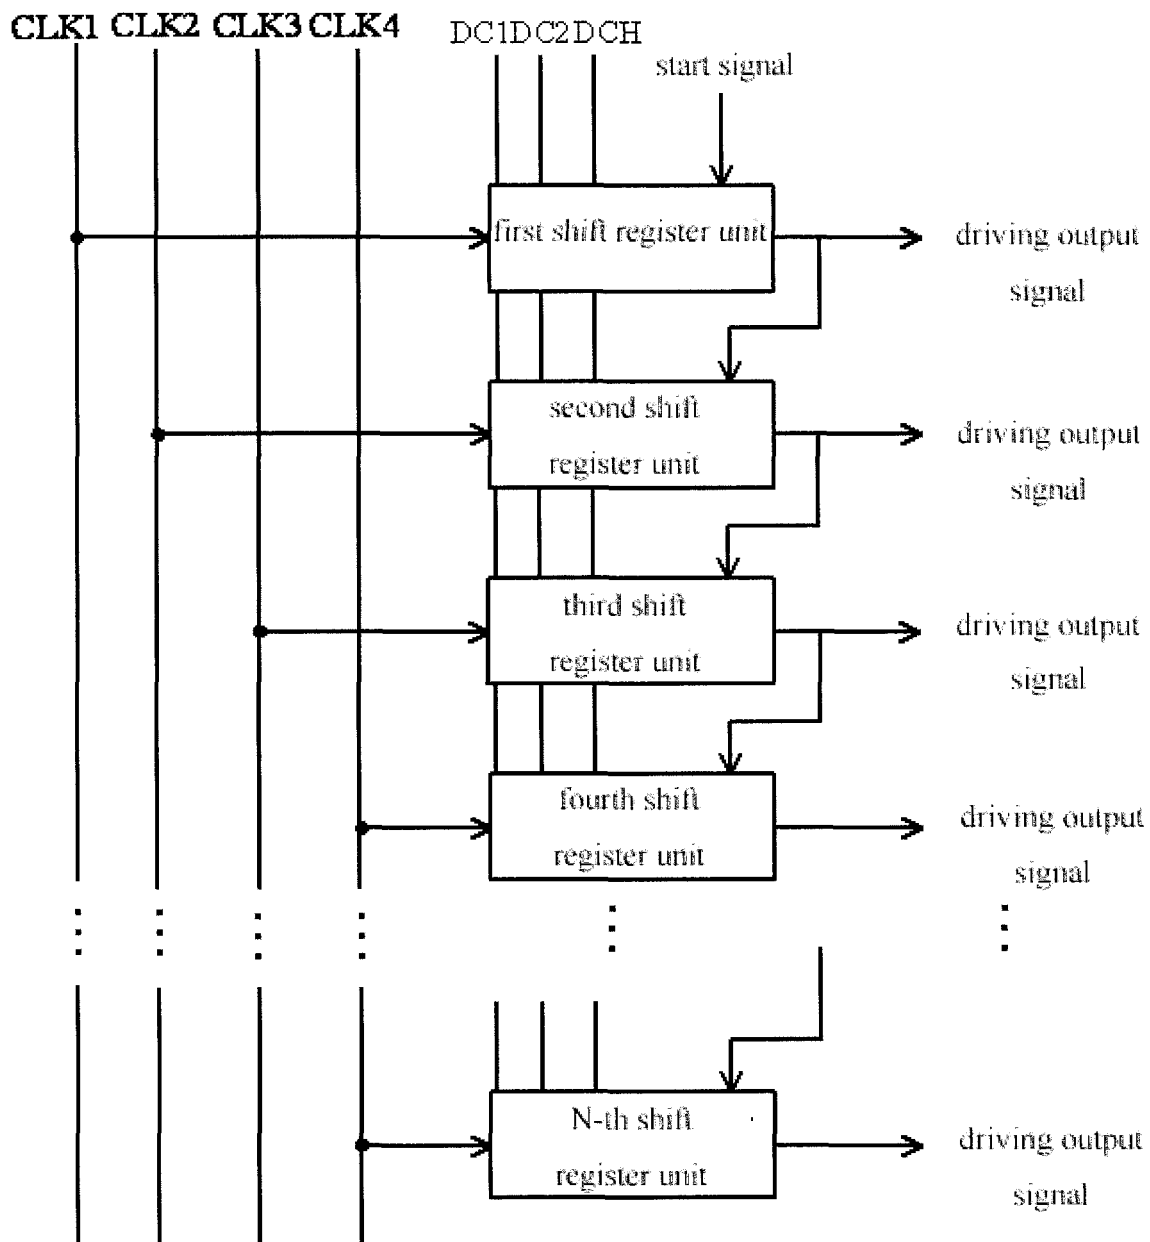 CLK1 CLK2 CLK3 CLK4 DC1DC2DCH
start signal
first shift register unit
driving output
signal
second shift
register unit
driving output
signal
third shift
register unit
driving output
signal
fourth shift
register unit
driving output
signal
N-th shift
register unit
driving output
signal